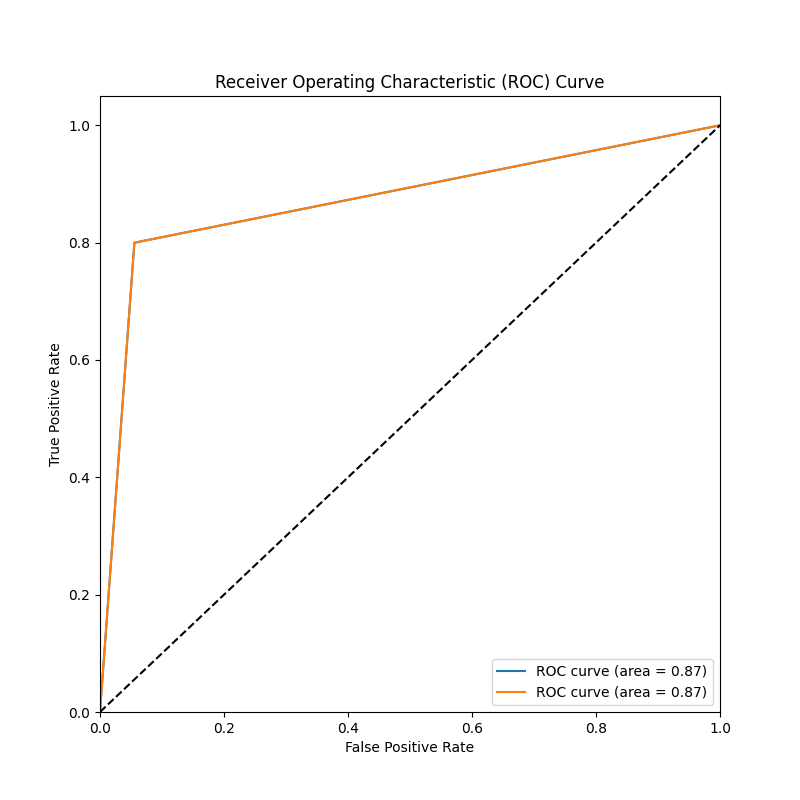 Receiver Operating Characteristic (ROC) Curve
1.0
0.8
0.6
0.4
0.2
0.0
True Positive Rate
0.0 0.2 0.4 0.6 0.8 1.0
False Positive Rate
ROC curve (area = 0.87)
ROC curve (area = 0.87)